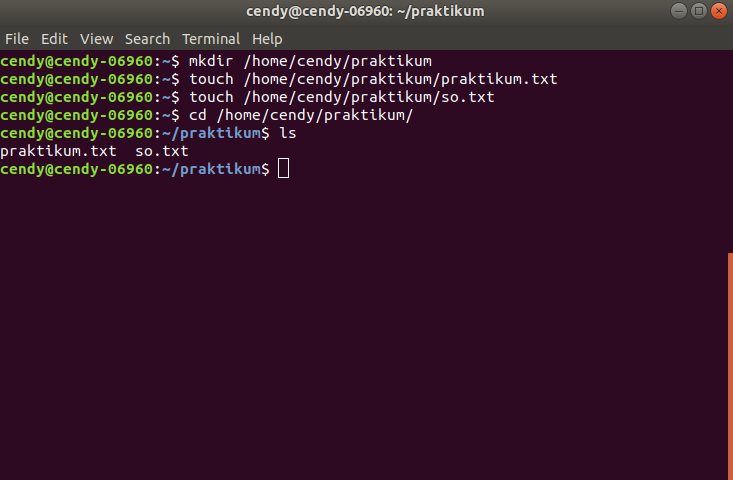 cendy@cendy-06960: ~/praktikum
File Edit View Search Terminal Help
cendy@cendy-06960:~$ mkdir /home/cendy/praktikum
cendy@cendy-06960:~$ touch /home/cendy/praktikum/praktikum.txt
cendy@cendy-06960:~$ touch /home/cendy/praktikum/so.txt
cendy@cendy-06960:~$ cd /home/cendy/praktikum/
cendy@cendy-06960:~/praktikum$ ls
praktikum.txt  so.txt
cendy@cendy-06960:~/praktikum$